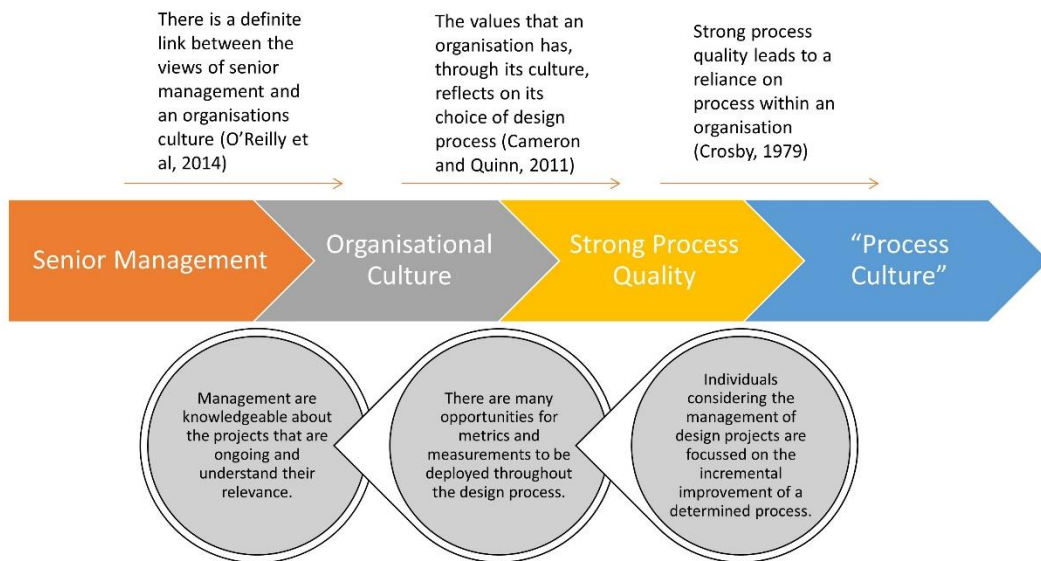 There is a definite
link between the
views of senior
management and
an organisations
culture (O'Reilly et
al, 2014)
The values that an
organisation has,
through its culture,
reflects on its
choice of design
process (Cameron
and Quinn, 2011)
Strong process
quality leads to a
reliance on
process within an
organisation
(Crosby, 1979)
Senior Management
Organisational
Culture
Strong Process
Quality
“Process
Culture”
Management are
knowledgeable about
the projects that are
ongoing and
understand their
relevance.
There are many
opportunities for
metrics and
measurements to be
deployed throughout
the design process.
Individuals
considering the
management of
design projects are
focussed on the
incremental
improvement of a
determined process.